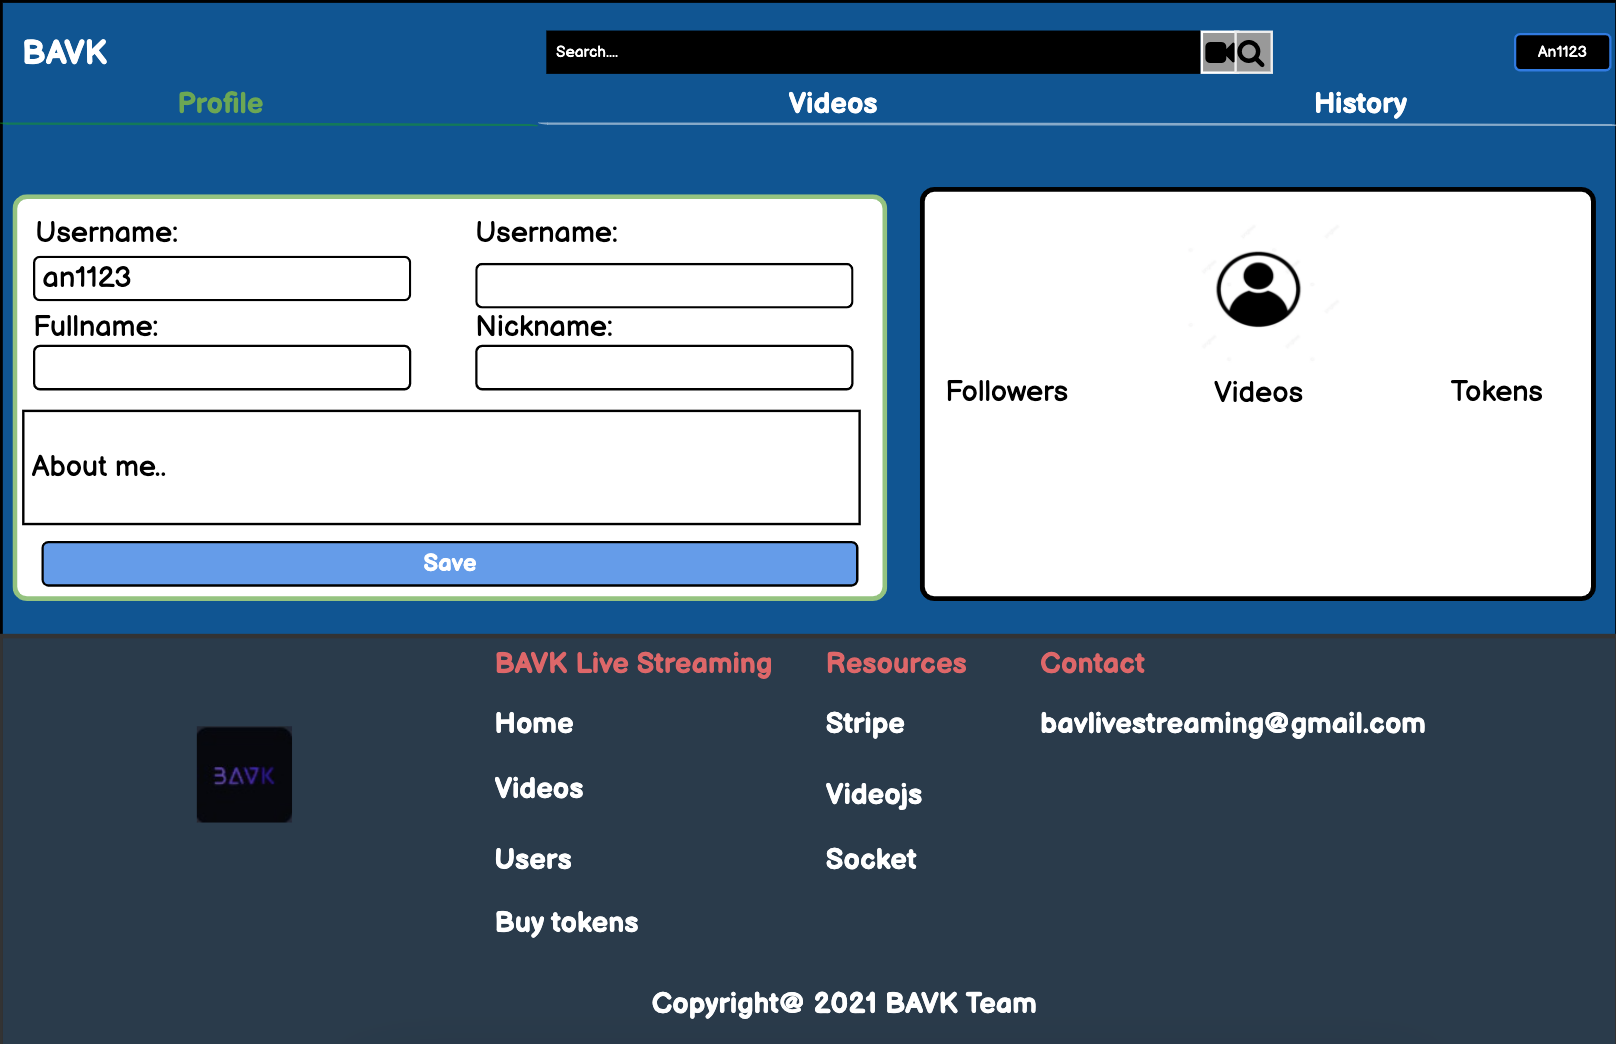 BAVK
Search....
An1123
Profile
Videos
History
Username:
Username:
an1123
Fullname:
Nickname:
About me..
Save
Followers
Videos
Tokens
BAVK Live Streaming
Resources
Contact
Home
Stripe
bavlivestreaming@gmail.com
BAVK
Videos
Videojs
Users
Socket
Buy tokens
Copyright@ 2021 BAVK Team